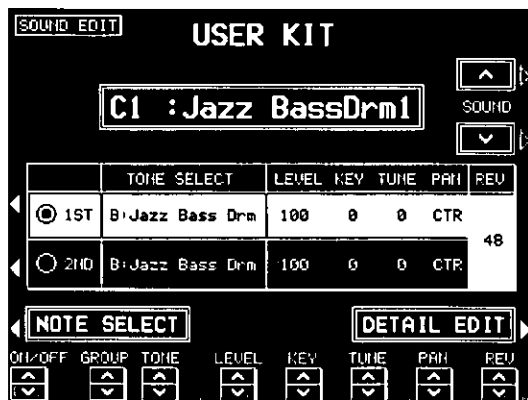 SOUND EDIT
USER KIT
C1 :Jazz BassDrm1
SOUND
TONE SELECT LEVEL KEY TUNE PAN REV
1ST B:Jazz Bass Drm 100 0 0 CTR
48
2ND B:Jazz Bass Drm 100 0 0 CTR
NOTE SELECT DETAIL EDIT
ON/OFF GROUP TONE LEVEL KEY TUNE PAN REV